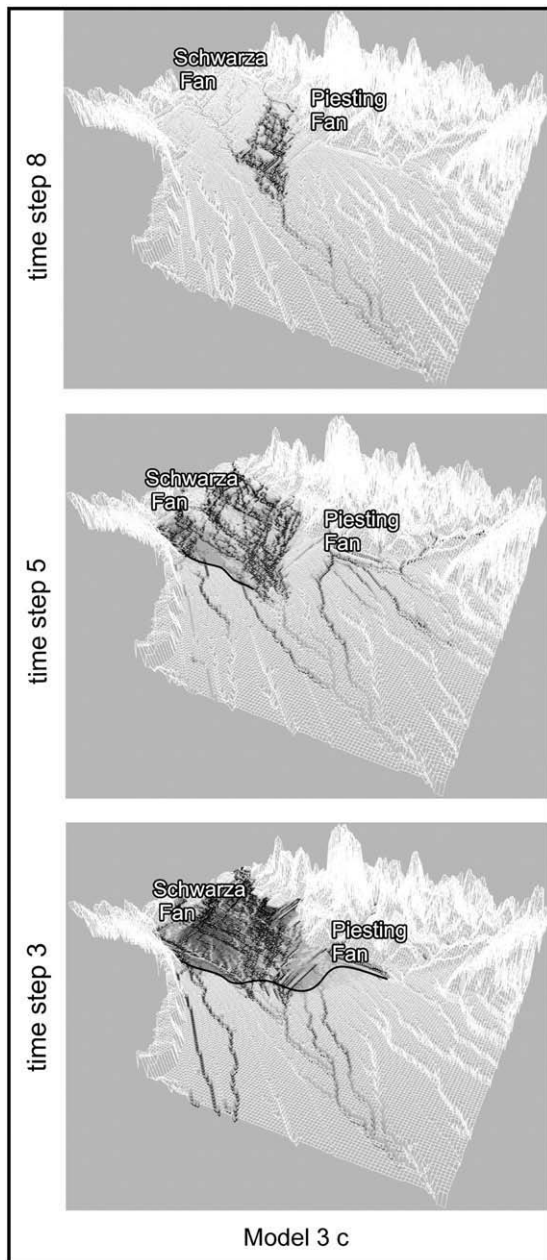 time step 8
Schwarza
Fan
Piesting
Fan
time step 5
Schwarza
Fan
Piesting
Fan
time step 3
Schwarza
Fan
Piesting
Fan
Model 3 c